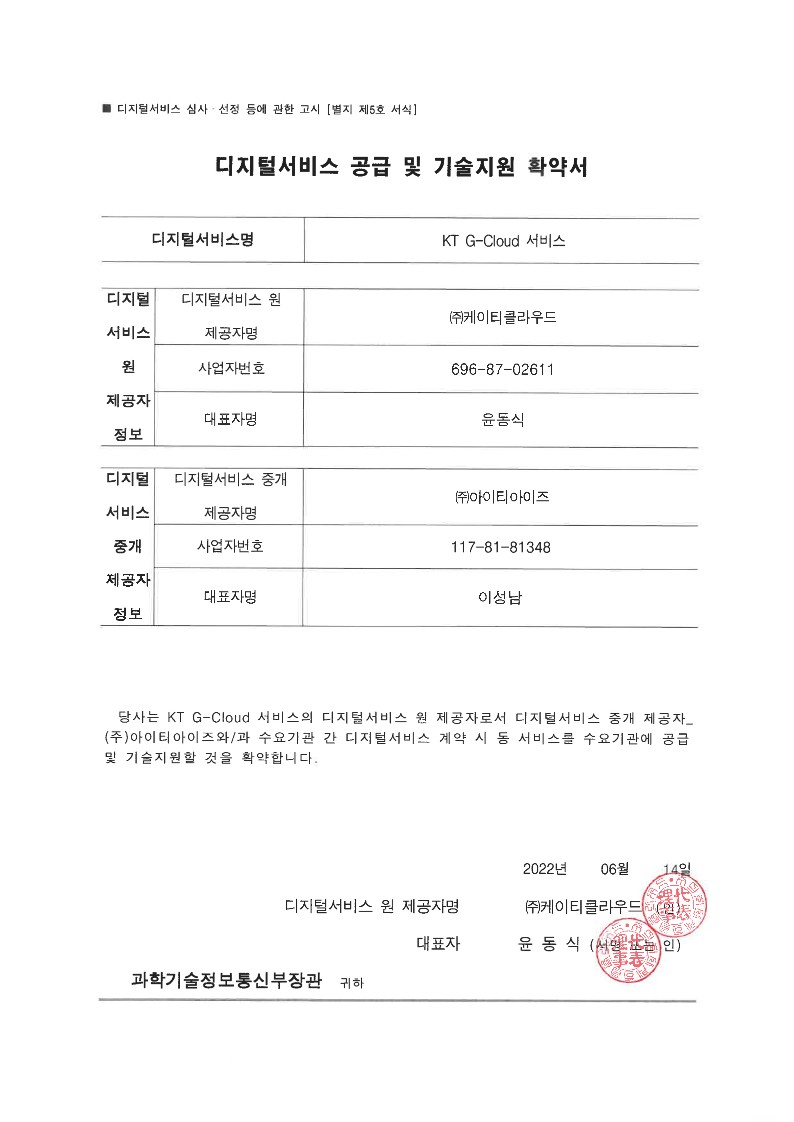 ■ 디지털서비스 심사·선정 등에 관한 고시 [별지 제5호 서식]
디지털서비스 공급 및 기술지원 확약서
디지털서비스명 KT G-Cloud 서비스
디지털 서비스 원 제공자 정보
디지털서비스 원 제공자명 ㈜케이티클라우드
사업자번호 696-87-02611
대표자명 윤동식
디지털 서비스 중개 제공자 정보
디지털서비스 중개 제공자명 ㈜아이티아이즈
사업자번호 117-81-81348
대표자명 이성남
당사는 KT G-Cloud 서비스의 디지털서비스 원 제공자로서 디지털서비스 중개 제공자_
(주)아이티아이즈와/과 수요기관 간 디지털서비스 계약 시 동 서비스를 수요기관에 공급
및 기술지원할 것을 확약합니다.
2022년 06월 14일
디지털서비스 원 제공자명 ㈜케이티클라우드 (인)
대표자 윤 동 식 (서명 또는 인)
과학기술정보통신부장관 귀하